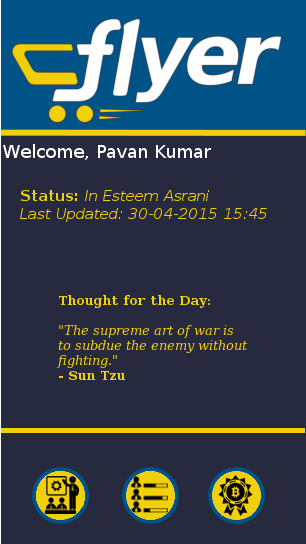 flyer
Welcome, Pavan Kumar
Status: In Esteem Asrani
Last Updated: 30-04-2015 15:45
Thought for the Day:
"The supreme art of war is
to subdue the enemy without
fighting."
- Sun Tzu